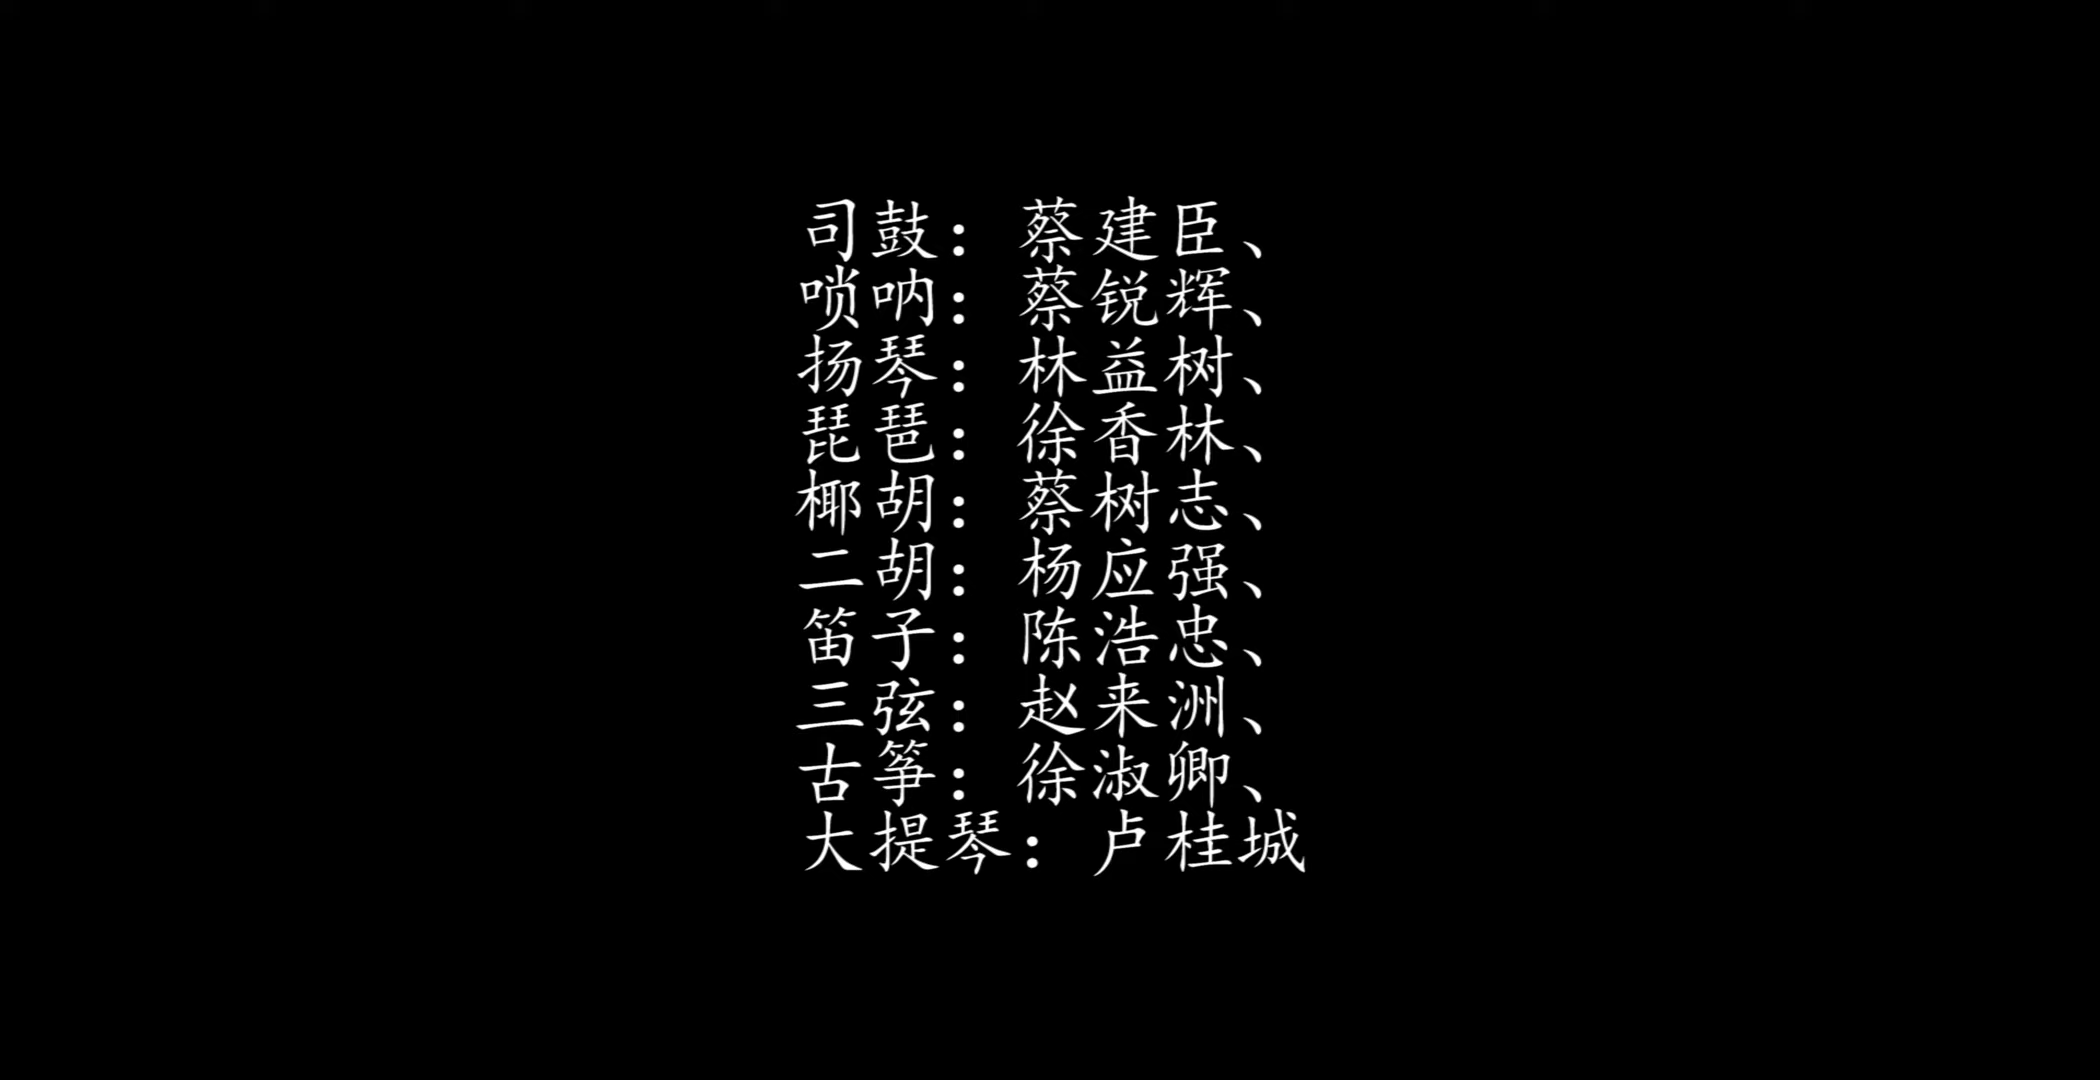 司鼓：蔡建臣、
唢呐：蔡锐辉、
扬琴：林益树、
琵琶：徐香林、
椰胡：蔡树志、
二胡：杨应强、
笛子：陈浩忠、
三弦：赵来洲、
古筝：徐淑卿、
大提琴：卢桂城